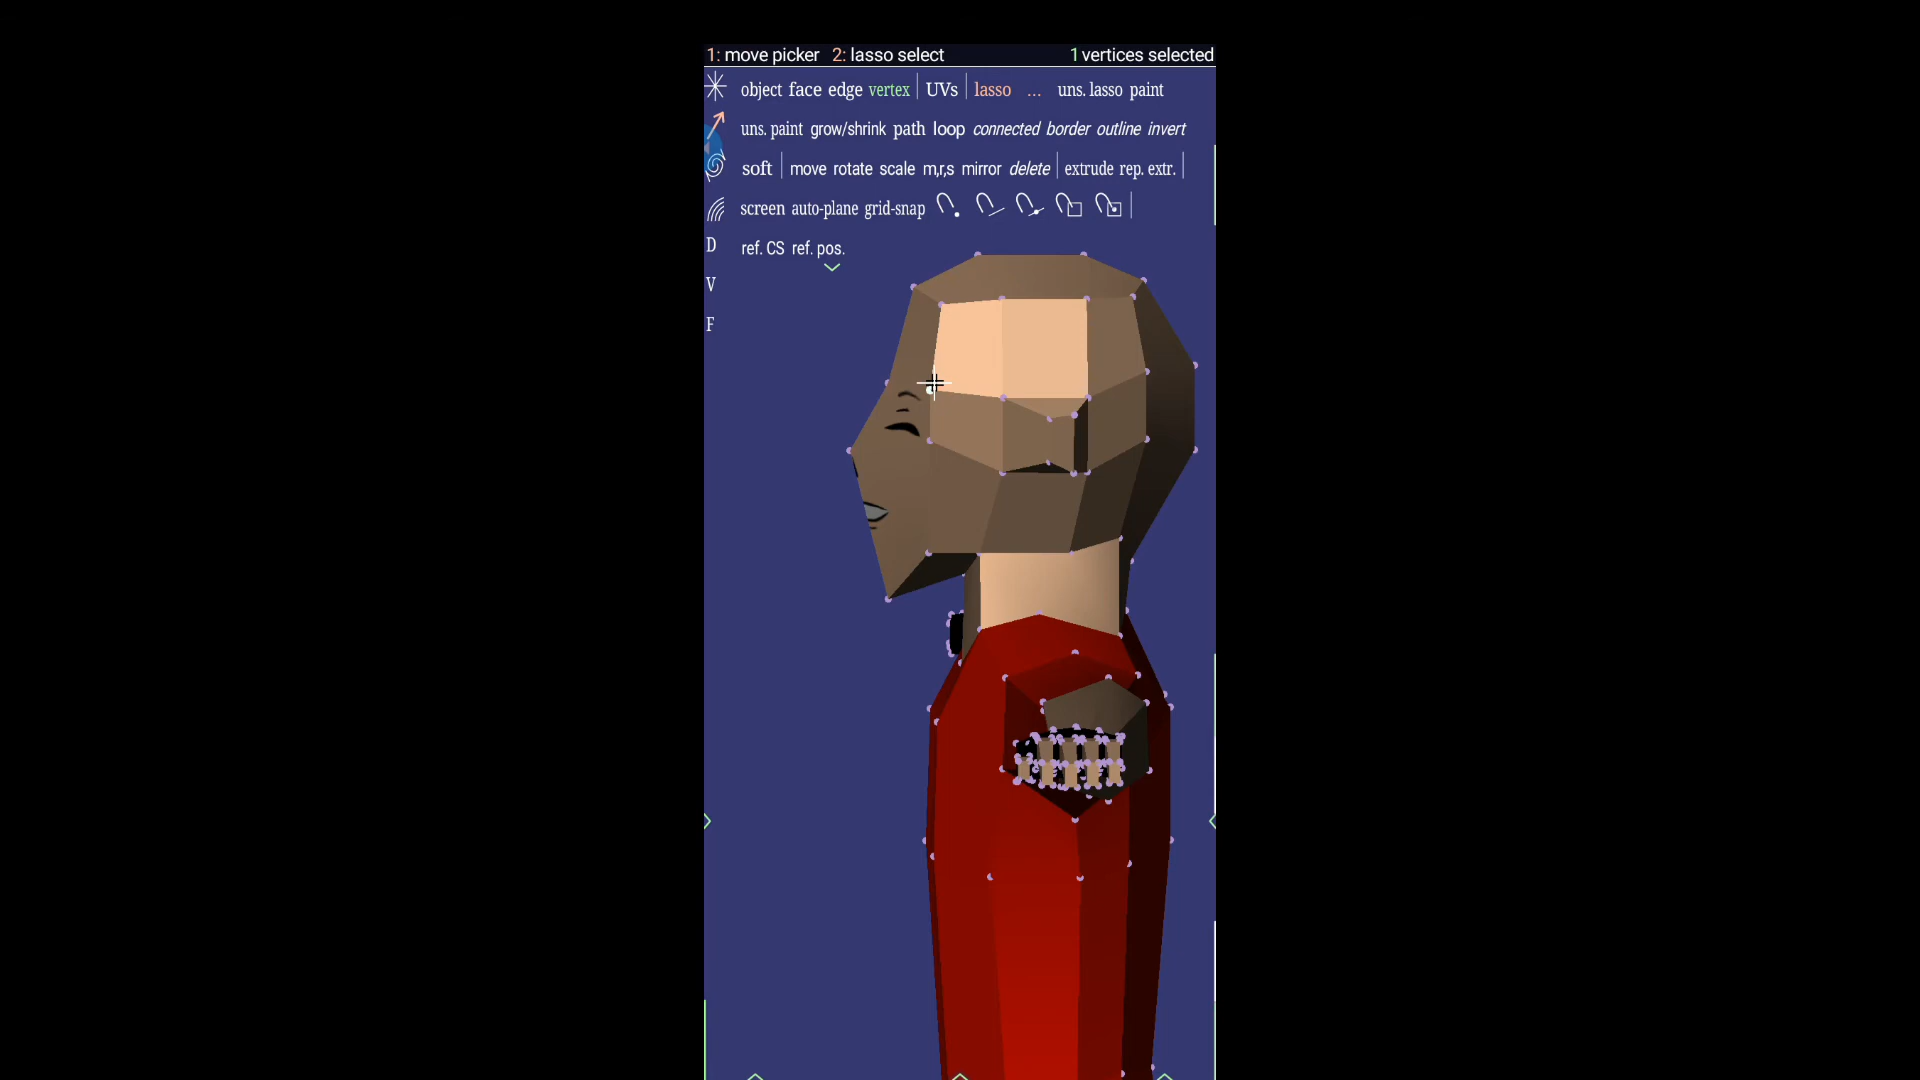 1: move picker 2: lasso select 1 vertices selected
object face edge vertex UVs lasso ... uns. lasso paint
uns. paint grow/shrink path loop connected border outline invert
soft move rotate scale m,r,s mirror delete extrude rep. extr.
screen auto-plane grid-snap
D ref. CS ref. pos.
V
F